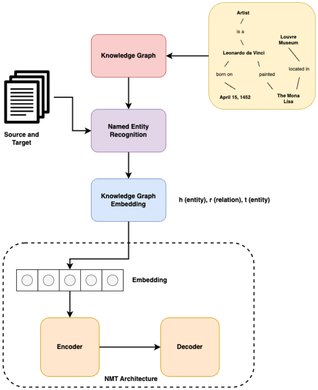 Artist
is a
Louvre
Museum
Knowledge Graph
Leonardo da Vinci
born on
painted
located in
April 15, 1452
The Mona
Lisa
Source and
Target
Named Entity
Recognition
Knowledge Graph
Embedding
h (entity), r (relation), t (entity)
Embedding
Encoder
Decoder
NMT Architecture